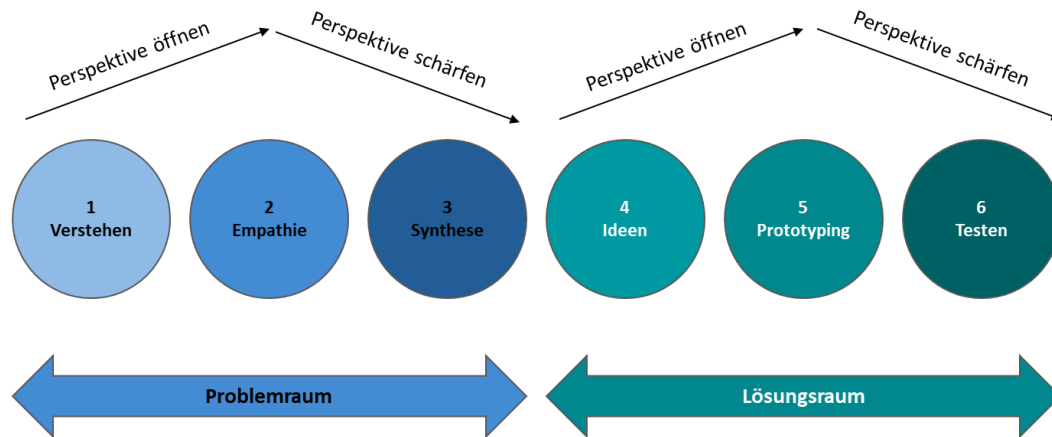 Perspektive öffnen
Perspektive schärfen
Perspektive öffnen
Perspektive schärfen
1
Verstehen
2
Empathie
3
Synthese
4
Ideen
5
Prototyping
6
Testen
Problemraum
Lösungsraum